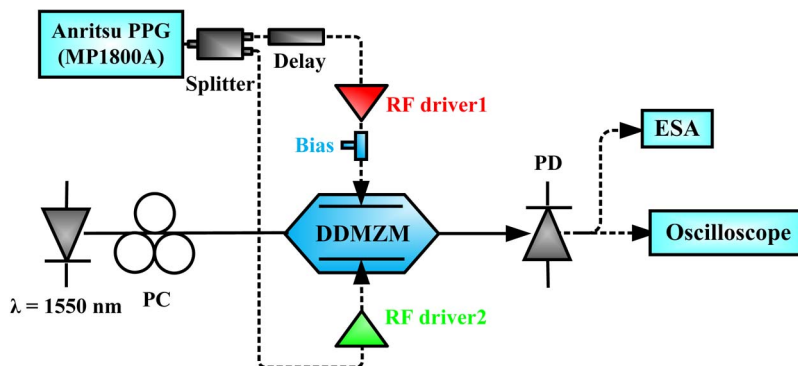 Anritsu PPG
(MP1800A)
Splitter
Delay
RF driver1
Bias
ESA
PD
DDMZM
Oscilloscope
PC
λ = 1550 nm
RF driver2